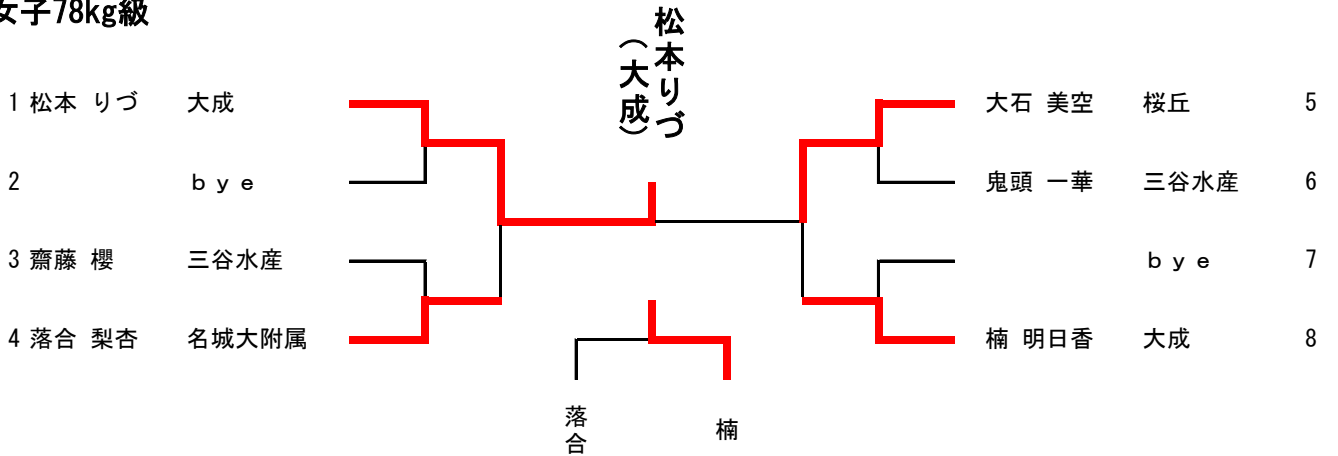 女子78kg級
松本りづ
（大成）
1 松本 りづ 大成
2 ｂｙｅ
3 齋藤 櫻 三谷水産
4 落合 梨杏 名城大附属
大石 美空 桜丘 5
鬼頭 一華 三谷水産 6
ｂｙｅ 7
楠 明日香 大成 8
落合
楠